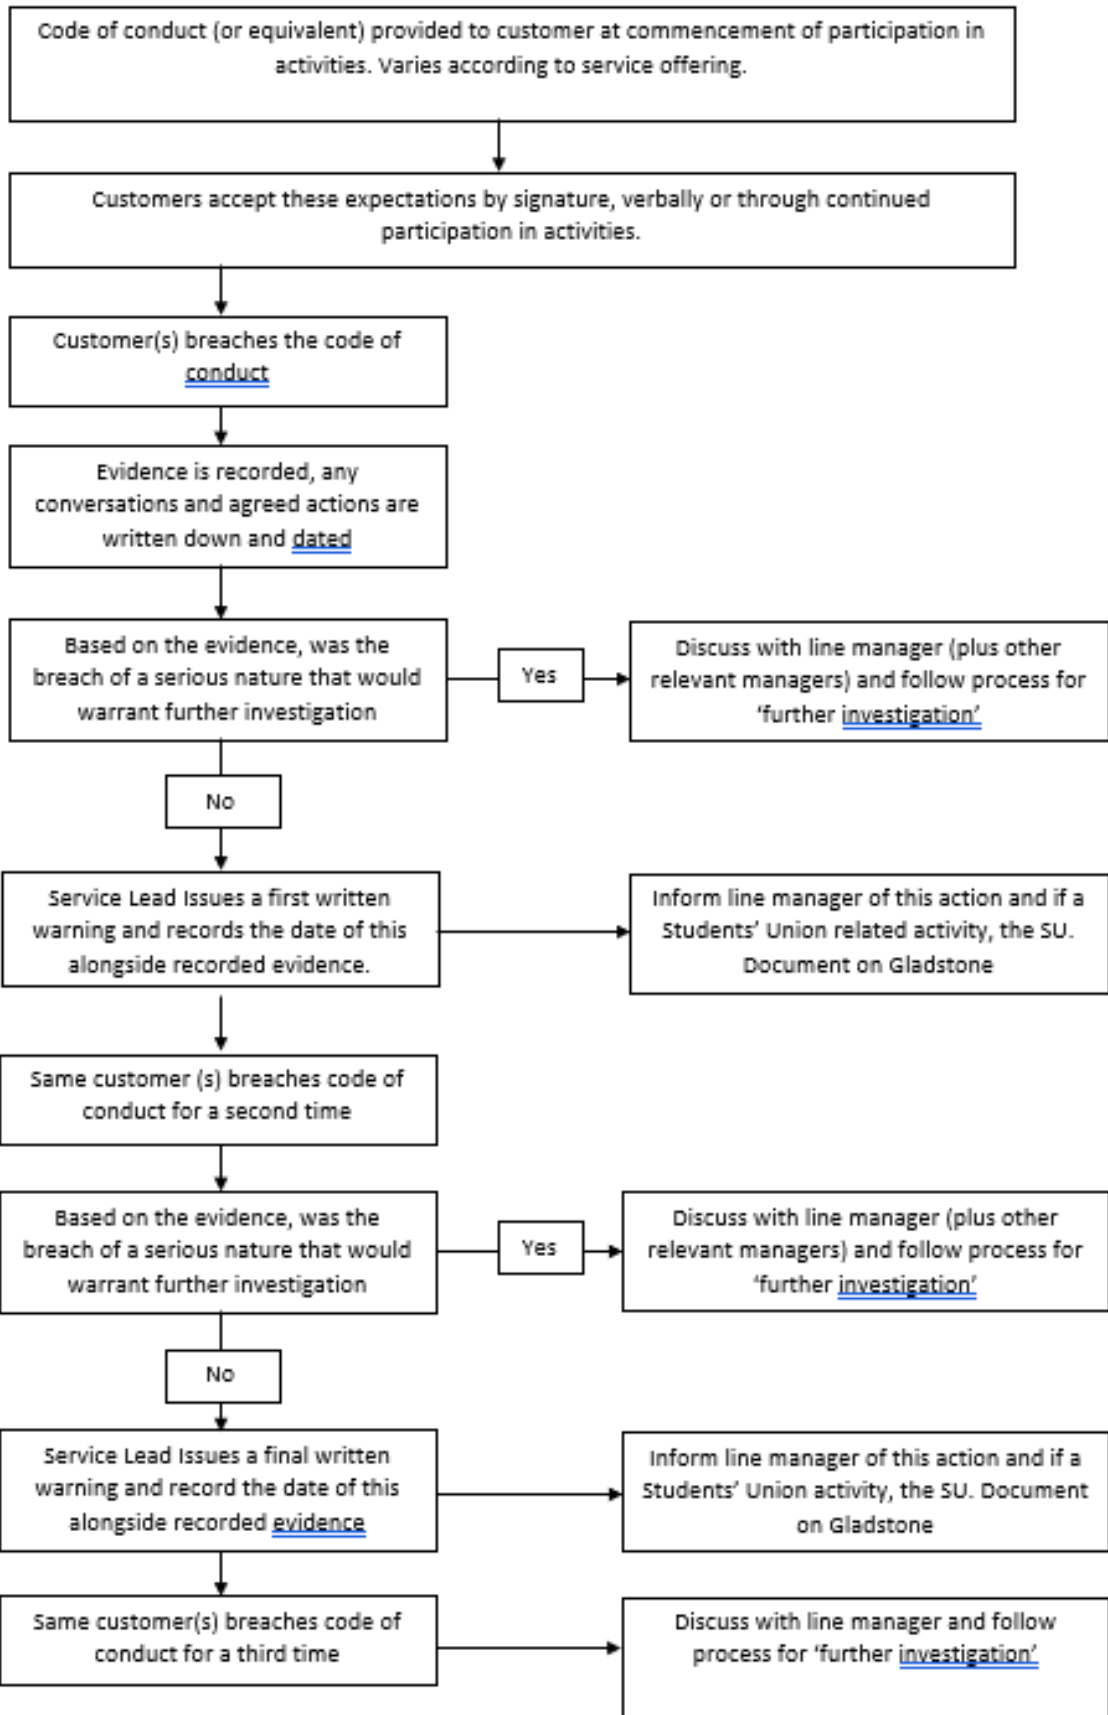 Code of conduct (or equivalent) provided to customer at commencement of participation in
activities. Varies according to service offering.
Customers accept these expectations by signature, verbally or through continued
participation in activities.
Customer(s) breaches the code of
conduct
Evidence is recorded, any
conversations and agreed actions are
written down and dated
Based on the evidence, was the
breach of a serious nature that would
warrant further investigation
Yes
Discuss with line manager (plus other
relevant managers) and follow process for
‘further investigation’
No
Service Lead Issues a first written
warning and records the date of this
alongside recorded evidence.
Inform line manager of this action and if a
Students’ Union related activity, the SU.
Document on Gladstone
Same customer (s) breaches code of
conduct for a second time
Based on the evidence, was the
breach of a serious nature that would
warrant further investigation
Yes
Discuss with line manager (plus other
relevant managers) and follow process for
‘further investigation’
No
Service Lead Issues a final written
warning and record the date of this
alongside recorded evidence
Inform line manager of this action and if a
Students’ Union activity, the SU. Document
on Gladstone
Same customer(s) breaches code of
conduct for a third time
Discuss with line manager and follow
process for ‘further investigation’